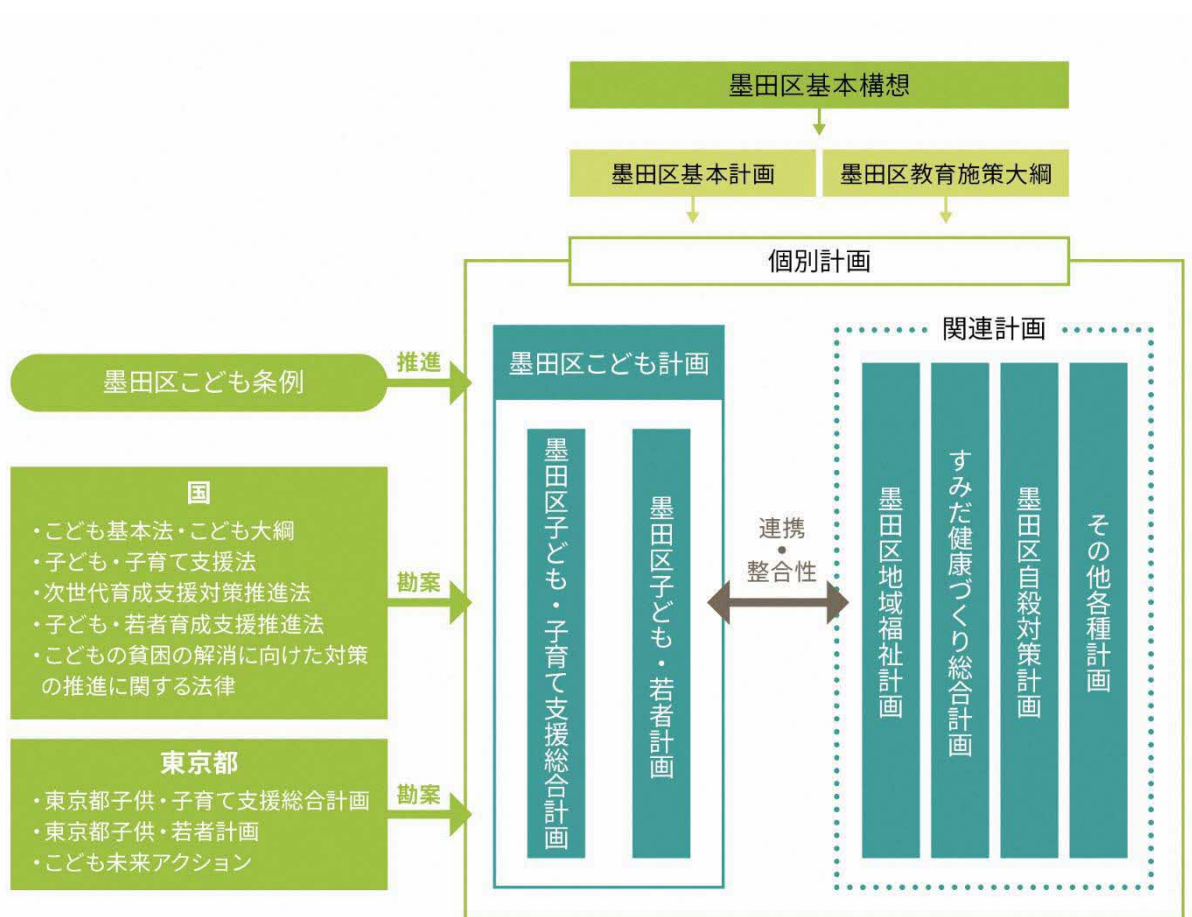 墨田区基本構想
墨田区基本計画
墨田区教育施策大綱
個別計画
墨田区こども条例
推進
国
・こども基本法・こども大綱
・子ども・子育て支援法
・次世代育成支援対策推進法
・子ども・若者育成支援推進法
・こどもの貧困の解消に向けた対策
の推進に関する法律
勘案
東京都
・東京都子供・子育て支援総合計画
・東京都子供・若者計画
・こども未来アクション
勘案
墨田区こども計画
墨田区子ども・子育て支援総合計画
墨田区子ども・若者計画
連携
・
整合性
関連計画
墨田区地域福祉計画
すみだ健康づくり総合計画
墨田区自殺対策計画
その他各種計画